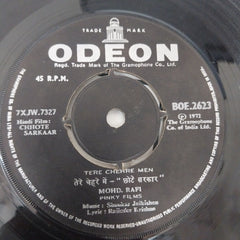 TRADE MARK
ODEON
Regd. Trade Mark of The Gramophone Co., Ltd.
45 R.P.M.
7XJW.7327
BOE.2623
Hindi Film:
CHHOTE
SARKAAR
℗ 1972
The Gramophone
Co. of India Ltd.
TERE CHEHRE MEN
तेरे चेहरे में - "छोटे सरकार"
MOHD. RAFI
PINKY FILMS
Music : Shankar Jaikishan
Lyric : Rajinder Krishan